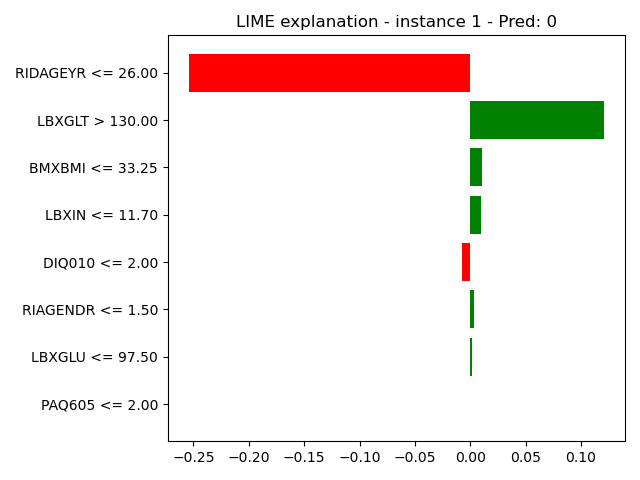 LIME explanation - instance 1 - Pred: 0
RIDAGEYR <= 26.00
LBXGLT > 130.00
BMXBMI <= 33.25
LBXIN <= 11.70
DIQ010 <= 2.00
RIAGENDR <= 1.50
LBXGLU <= 97.50
PAQ605 <= 2.00
−0.25 −0.20 −0.15 −0.10 −0.05 0.00 0.05 0.10